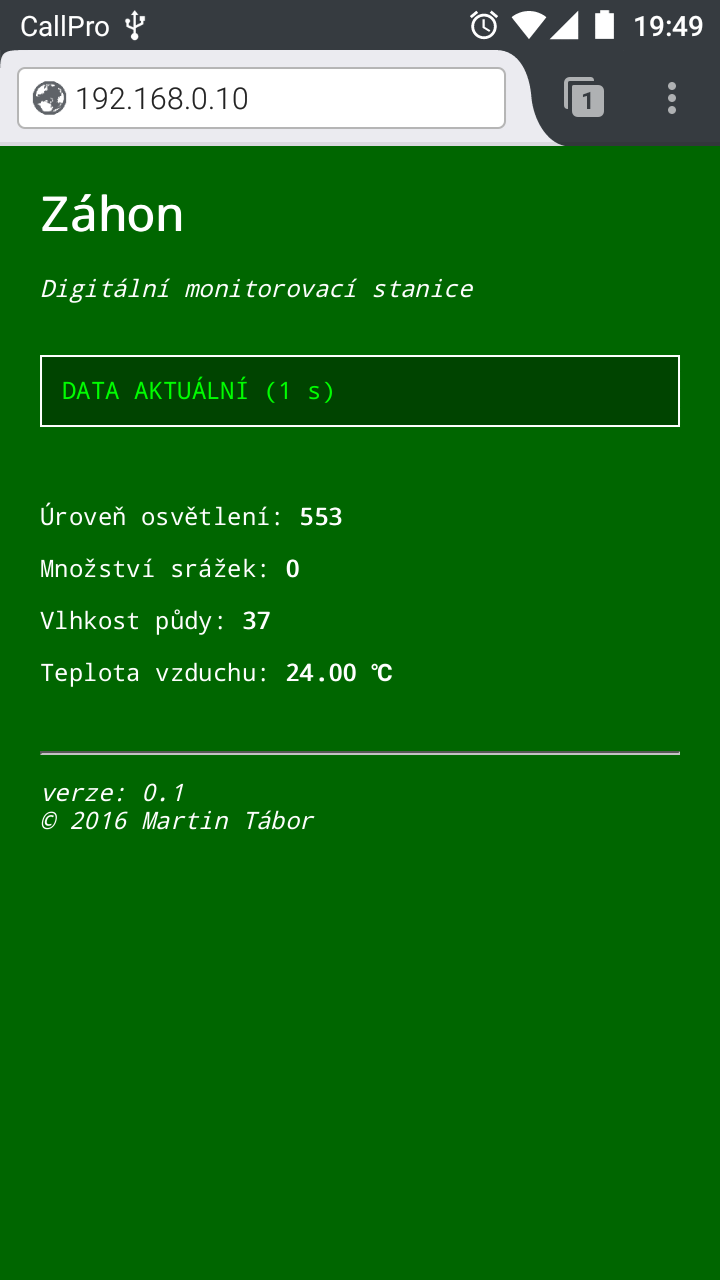 CallPro 19:49
192.168.0.10 1
Záhon
Digitální monitorovací stanice
DATA AKTUÁLNÍ (1 s)
Úroveň osvětlení: 553
Množství srážek: 0
Vlhkost půdy: 37
Teplota vzduchu: 24.00 ℃
verze: 0.1
© 2016 Martin Tábor